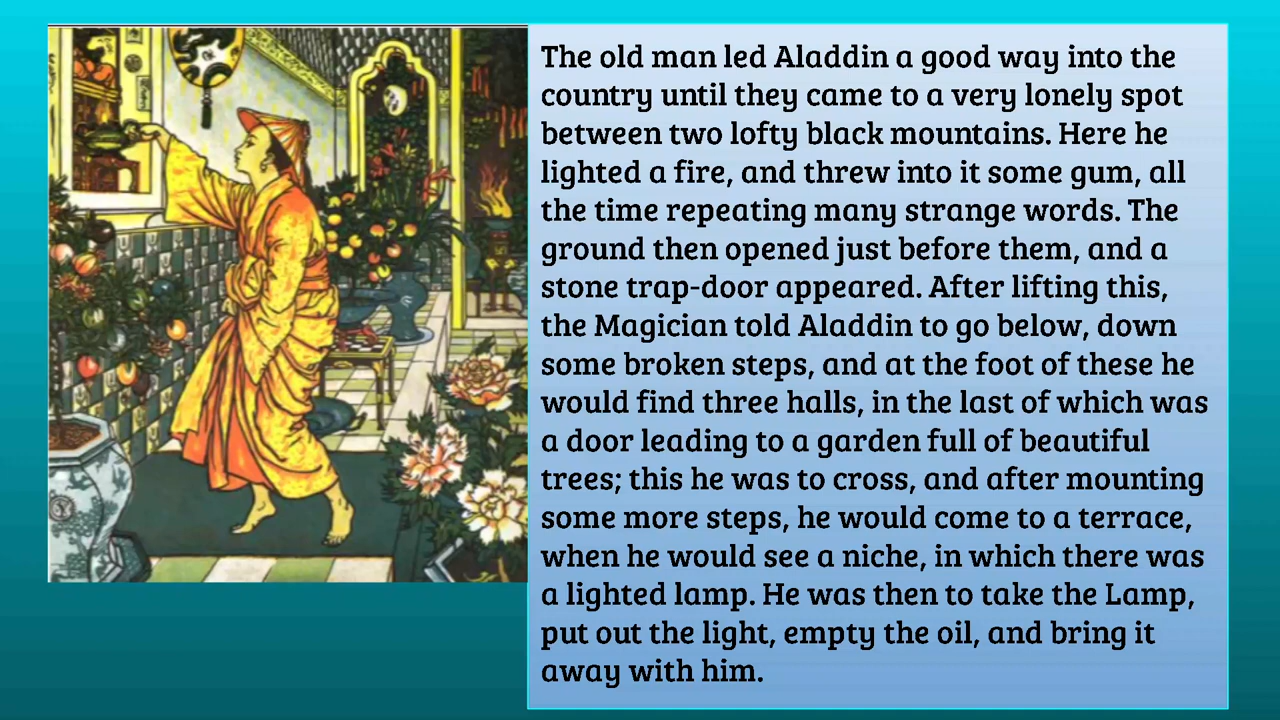 The old man led Aladdin a good way into the
country until they came to a very lonely spot
between two lofty black mountains. Here he
lighted a fire, and threw into it some gum, all
the time repeating many strange words. The
ground then opened just before them, and a
stone trap-door appeared. After lifting this,
the Magician told Aladdin to go below, down
some broken steps, and at the foot of these he
would find three halls, in the last of which was
a door leading to a garden full of beautiful
trees; this he was to cross, and after mounting
some more steps, he would come to a terrace,
when he would see a niche, in which there was
a lighted lamp. He was then to take the Lamp,
put out the light, empty the oil, and bring it
away with him.